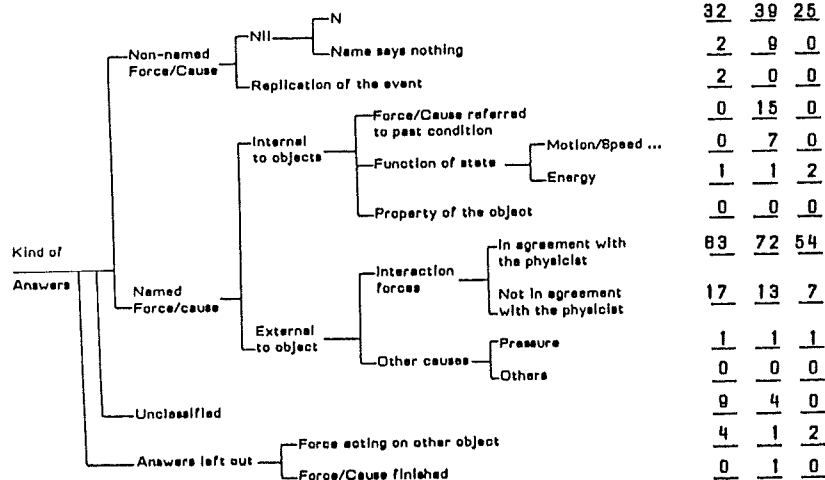 N 32 39 25
Nil
Non-named
Force/Cause
Name says nothing 2 9 0
Replication of the event 2 0 0
Force/Cause referred
to past condition 0 15 0
Internal
to objects
Function of state
Motion/Speed ... 0 7 0
Energy 1 1 2
Property of the object 0 0 0
Kind of
Answers
In agreement with
the physicist 83 72 54
Interaction
forces
Named
Force/cause
Not in agreement
with the physicist 17 13 7
External
to object
Pressure 1 1 1
Other causes
Others 0 0 0
Unclassified 9 4 0
Force acting on other object 4 1 2
Answers left out
Force/Cause finished 0 1 0